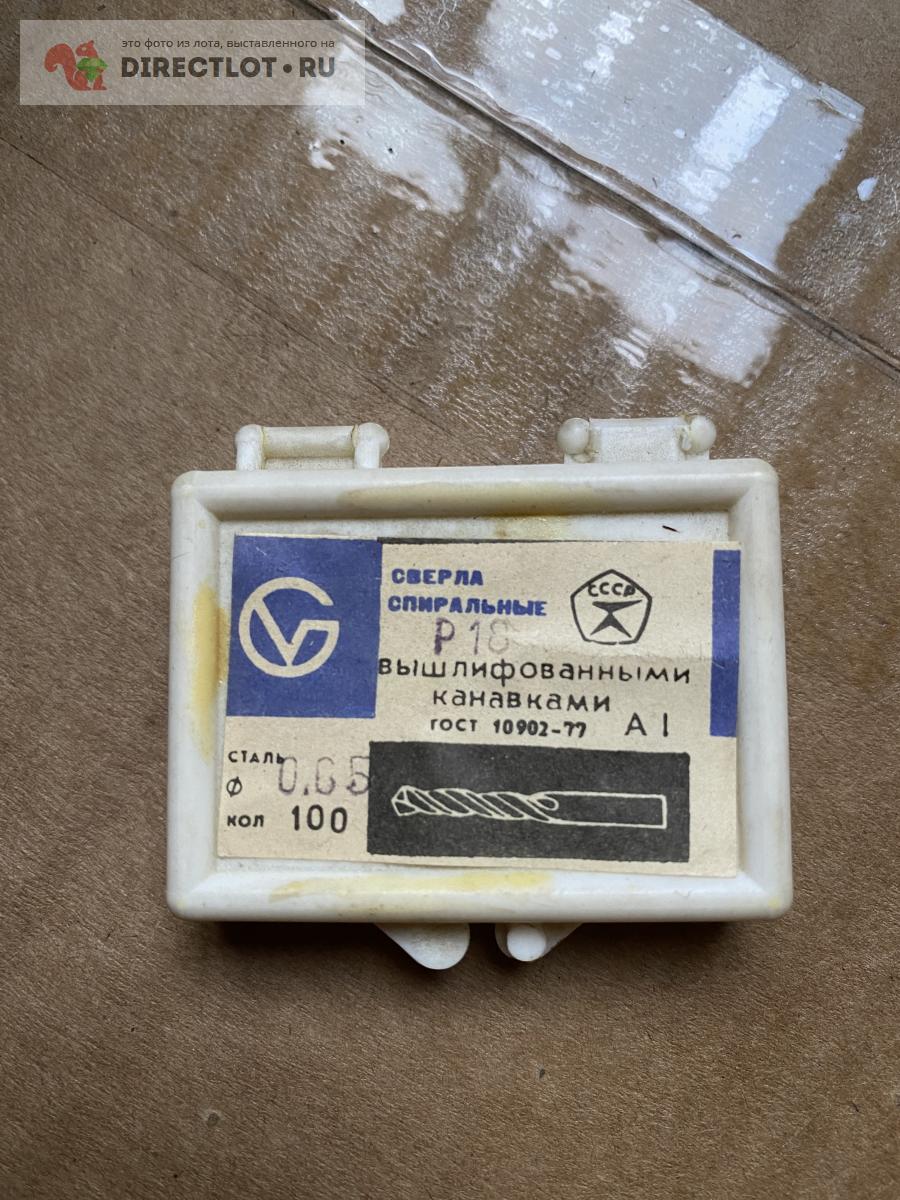 это фото из лота, выставленного на
DIRECTLOT•RU
СВЕРЛА
СПИРАЛЬНЫЕ
СССР
Р18
ВЫШЛИФОВАННЫМИ
КАНАВКАМИ
ГОСТ 10902-77 А1
СТАЛЬ
Ф 0.65
КОЛ 100